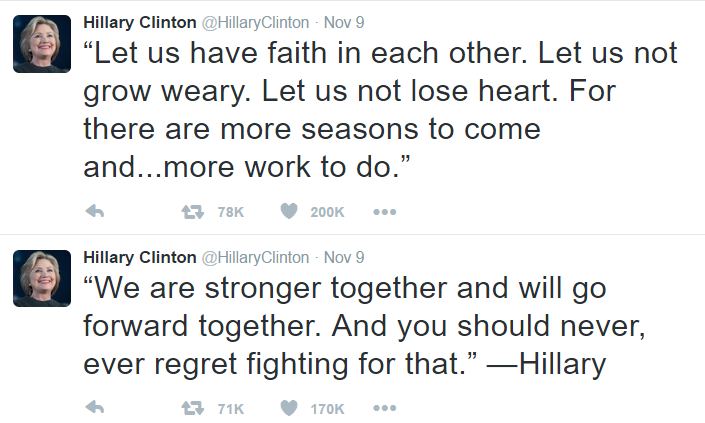 Hillary Clinton @HillaryClinton · Nov 9
“Let us have faith in each other. Let us not
grow weary. Let us not lose heart. For
there are more seasons to come
and...more work to do.”
78K 200K
Hillary Clinton @HillaryClinton · Nov 9
“We are stronger together and will go
forward together. And you should never,
ever regret fighting for that.” —Hillary
71K 170K